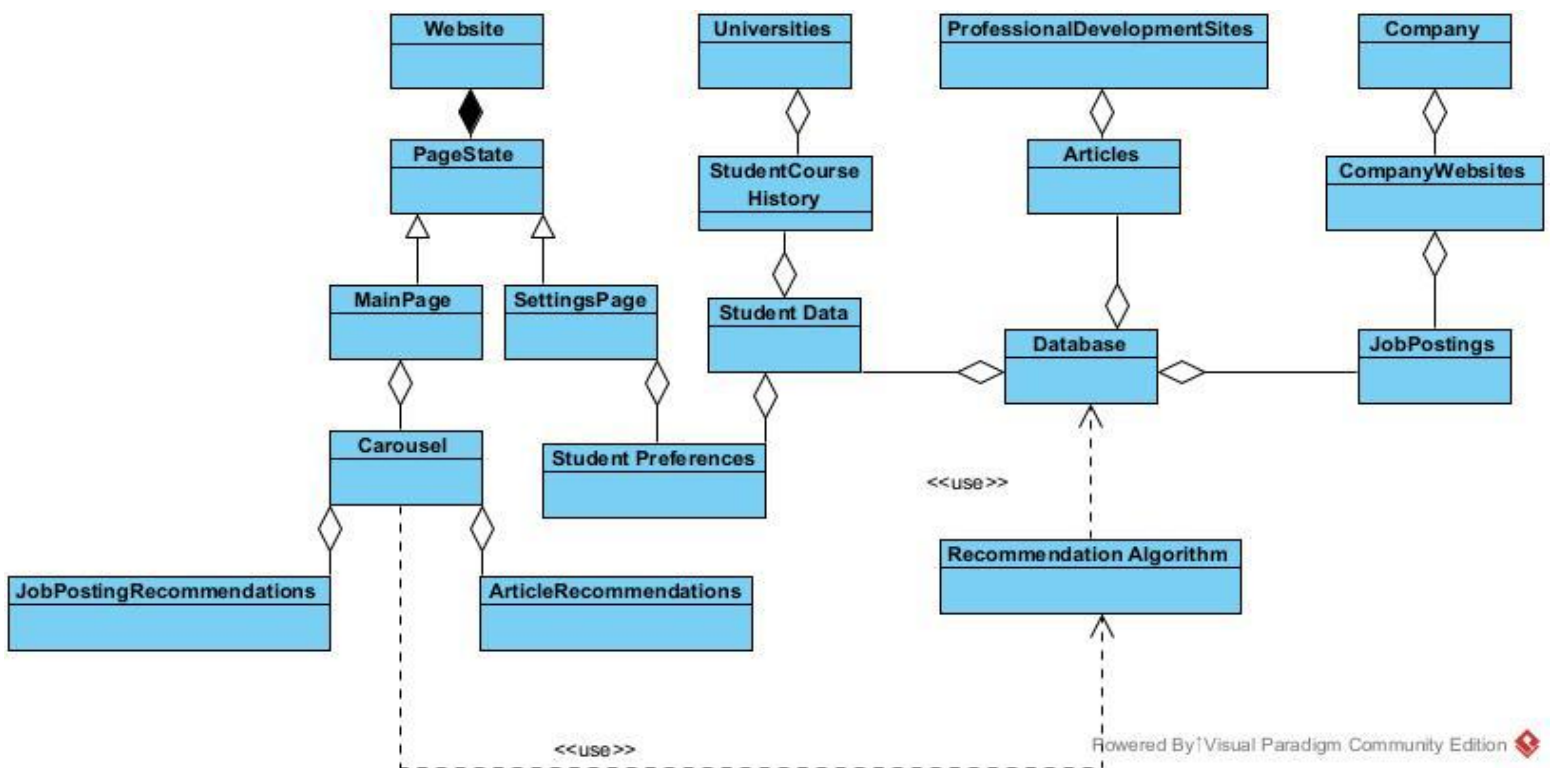 Website
Universities
ProfessionalDevelopmentSites
Company
PageState
StudentCourse
History
Articles
CompanyWebsites
MainPage
SettingsPage
Student Data
Database
JobPostings
Carousel
Student Preferences
<<use>>
Recommendation Algorithm
JobPostingRecommendations
ArticleRecommendations
<<use>>
Powered By Visual Paradigm Community Edition